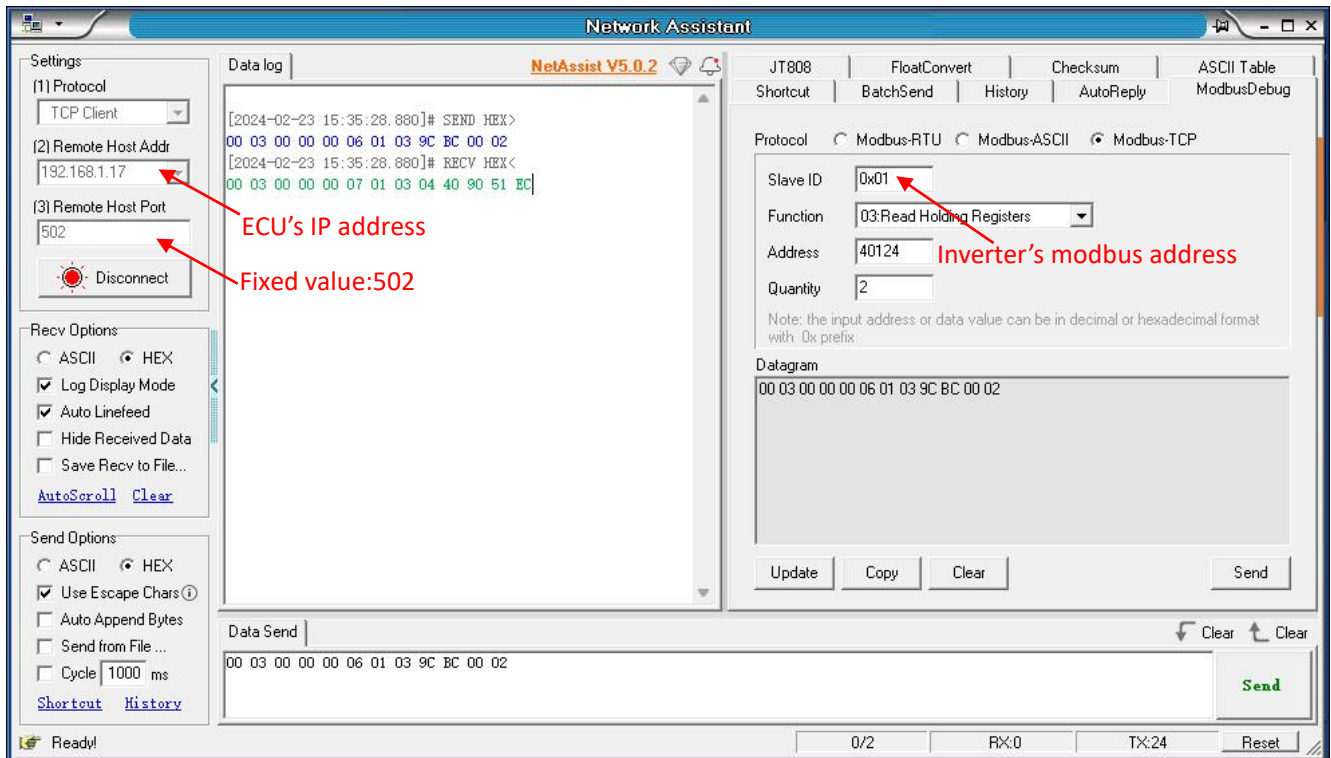 Network Assistant
Settings
(1) Protocol
TCP Client
(2) Remote Host Addr
192.168.1.17
(3) Remote Host Port
502
Disconnect
Recv Options
ASCII HEX
Log Display Mode
Auto Linefeed
Hide Received Data
Save Recv to File...
AutoScroll Clear
Send Options
ASCII HEX
Use Escape Chars
Auto Append Bytes
Send from File ...
Cycle 1000 ms
Shortcut History
Data log NetAssist V5.0.2
[2024-02-23 15:35:28.880]# SEND HEX>
00 03 00 00 00 06 01 03 9C BC 00 02
[2024-02-23 15:35:28.880]# RECV HEX<
00 03 00 00 00 07 01 03 04 40 90 51 EC
ECU's IP address
Fixed value:502
JT808 FloatConvert Checksum ASCII Table
Shortcut BatchSend History AutoReply ModbusDebug
Protocol Modbus-RTU Modbus-ASCII Modbus-TCP
Slave ID 0x01
Function 03:Read Holding Registers
Address 40124
Inverter's modbus address
Quantity 2
Note: the input address or data value can be in decimal or hexadecimal format
with 0x prefix
Datagram
00 03 00 00 00 06 01 03 9C BC 00 02
Update Copy Clear Send
Data Send Clear Clear
00 03 00 00 00 06 01 03 9C BC 00 02
Send
Ready! 0/2 RX:0 TX:24 Reset